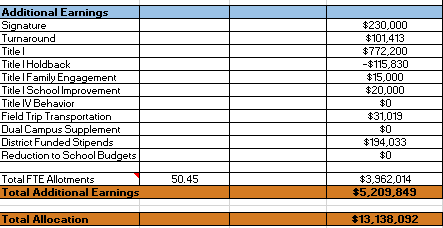 Additional Earnings
Signature $230,000
Turnaround $101,413
Title I $772,200
Title I Holdback -$115,830
Title I Family Engagement $15,000
Title I School Improvement $20,000
Title IV Behavior $0
Field Trip Transportation $31,019
Dual Campus Supplement $0
District Funded Stipends $194,033
Reduction to School Budgets $0
Total FTE Allotments 50.45 $3,962,014
Total Additional Earnings $5,209,849
Total Allocation $13,138,092